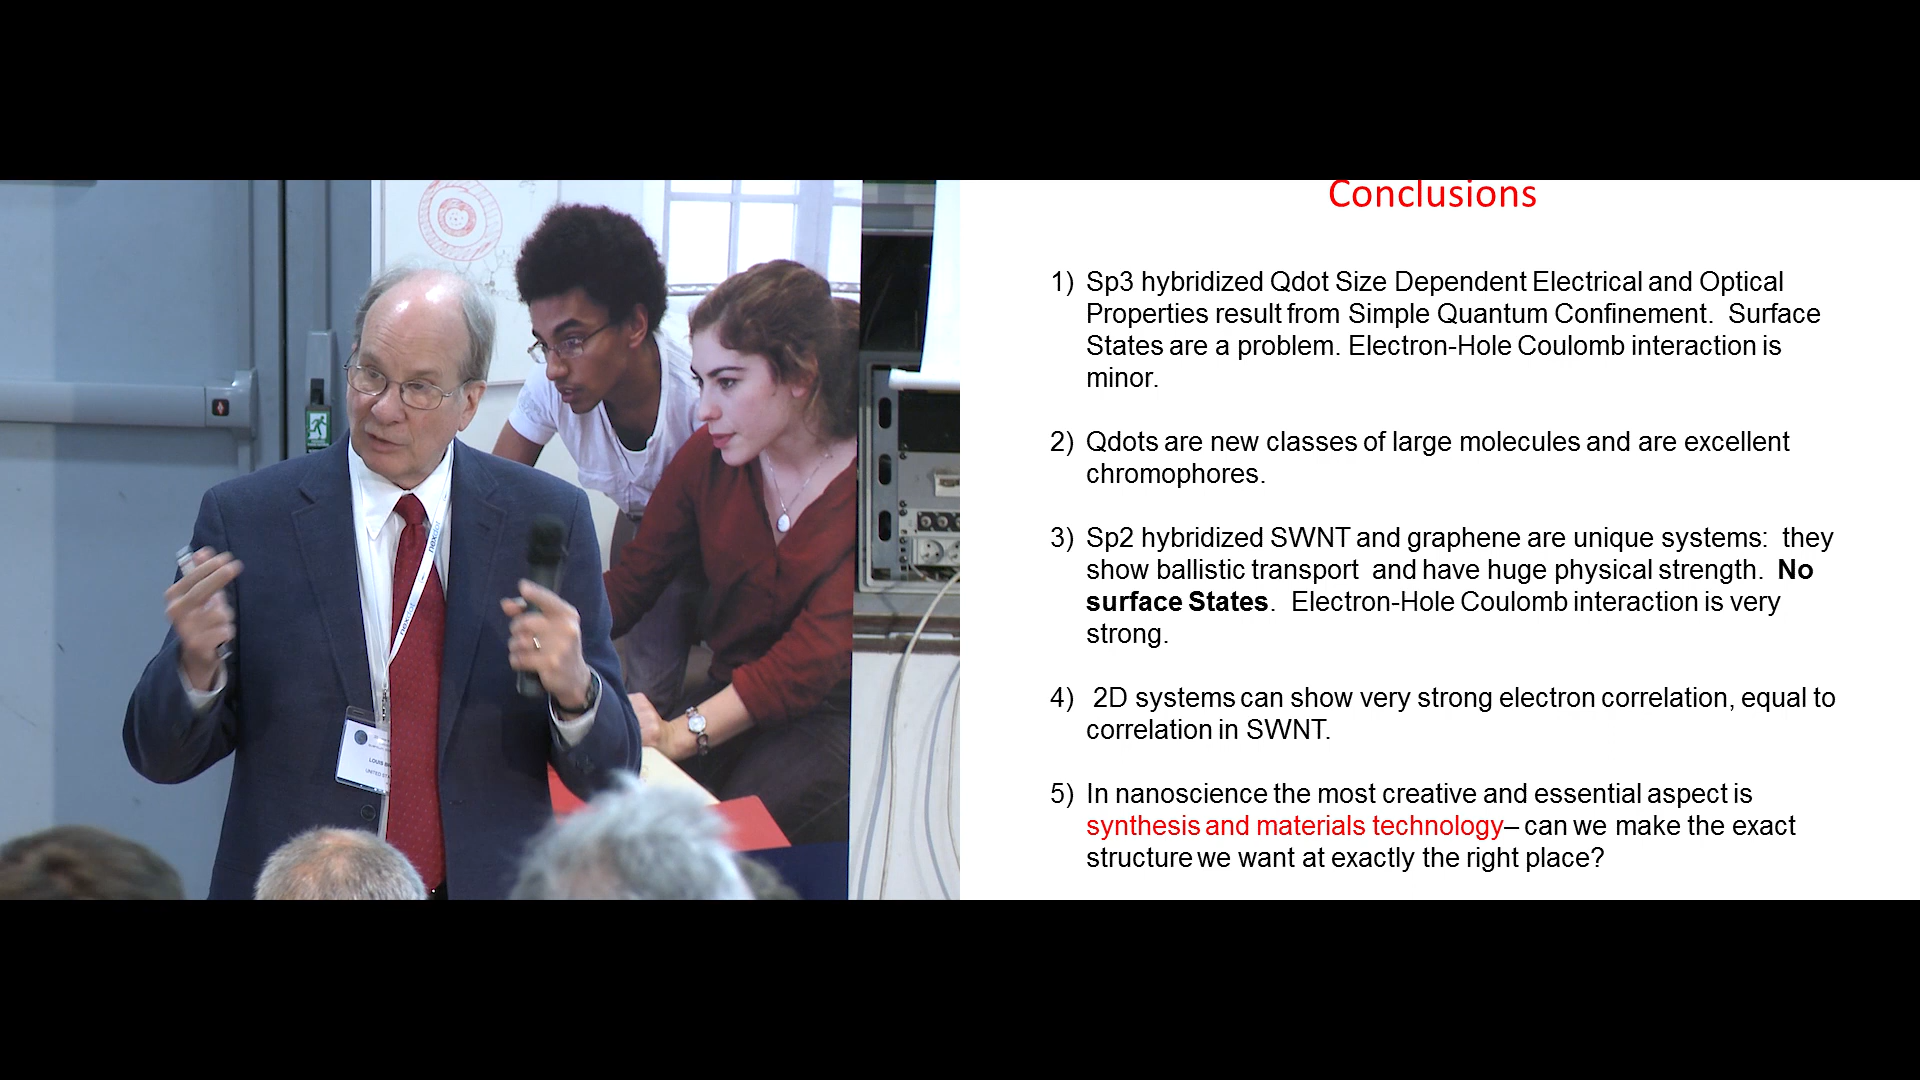 Conclusions
1) Sp3 hybridized Qdot Size Dependent Electrical and Optical
Properties result from Simple Quantum Confinement. Surface
States are a problem. Electron-Hole Coulomb interaction is
minor.
2) Qdots are new classes of large molecules and are excellent
chromophores.
3) Sp2 hybridized SWNT and graphene are unique systems: they
show ballistic transport and have huge physical strength. No
surface States. Electron-Hole Coulomb interaction is very
strong.
4) 2D systems can show very strong electron correlation, equal to
correlation in SWNT.
5) In nanoscience the most creative and essential aspect is
synthesis and materials technology– can we make the exact
structure we want at exactly the right place?
nexdot
nexdot
LOUIS
UNITED